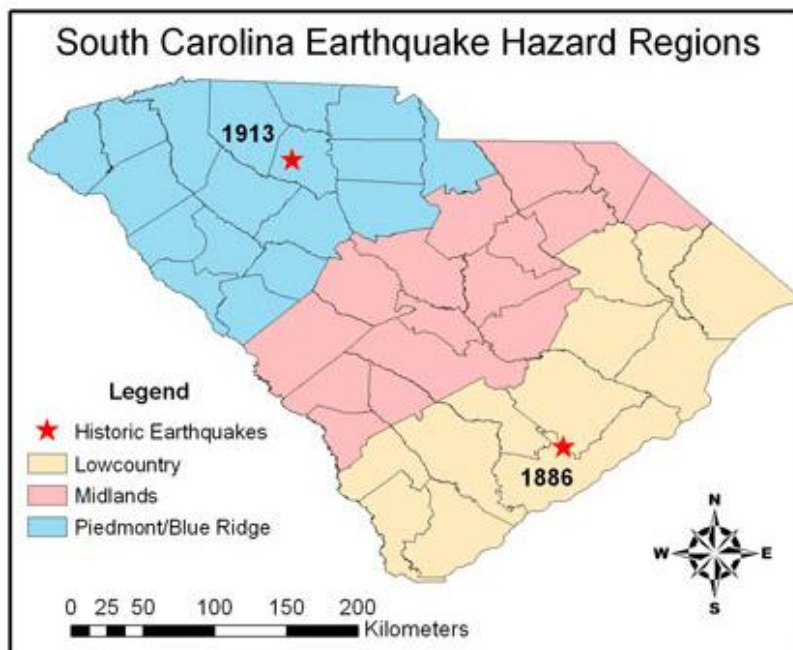 South Carolina Earthquake Hazard Regions
1913
Legend
Historic Earthquakes
Lowcountry
Midlands
Piedmont/Blue Ridge
1886
N
W E
S
0 25 50 100 150 200
Kilometers